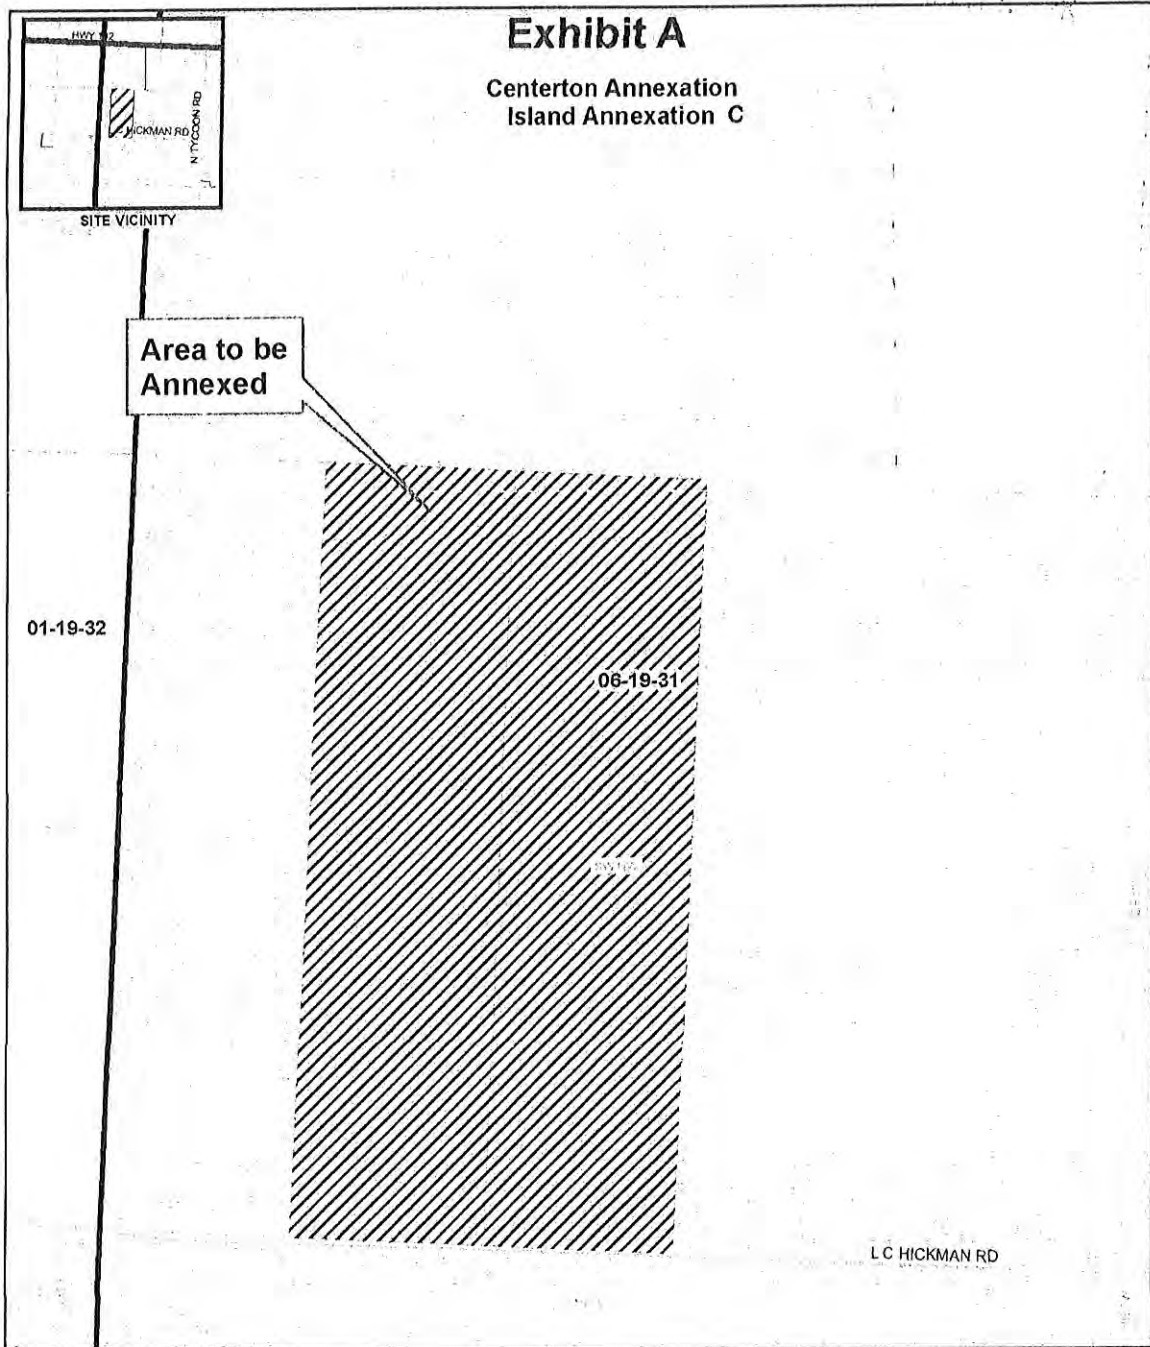 Exhibit A
Centerton Annexation
Island Annexation C
HICKMAN RD
N TYCOON RD
SITE VICINITY
Area to be
Annexed
01-19-32
06-19-31
L C HICKMAN RD